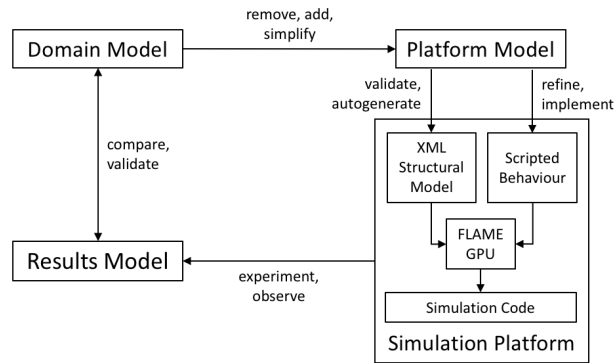 remove, add,
simplify
Domain Model
Platform Model
validate,
autogenerate
refine,
implement
compare,
validate
XML
Structural
Model
Scripted
Behaviour
FLAME
GPU
Results Model
experiment,
observe
Simulation Code
Simulation Platform